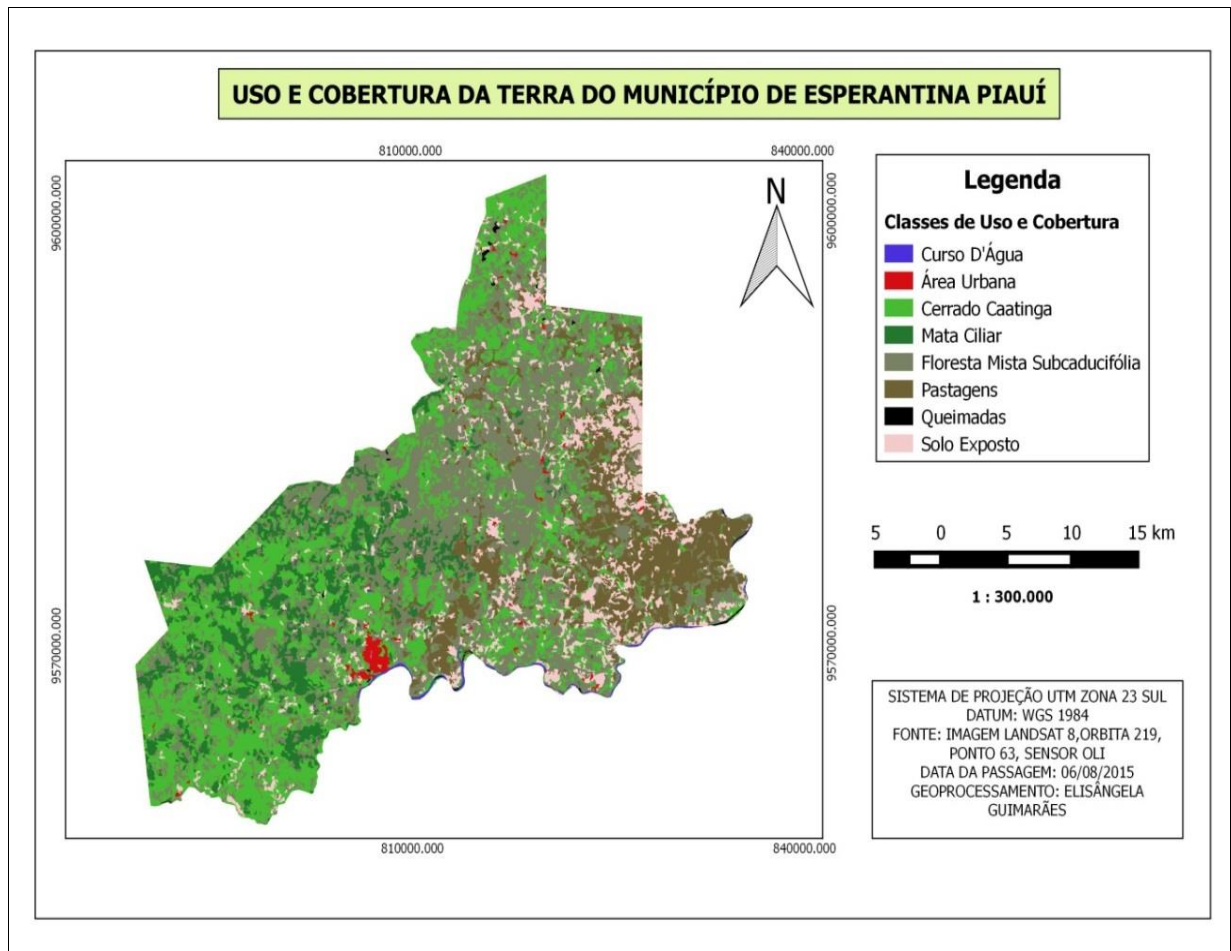 USO E COBERTURA DA TERRA DO MUNICÍPIO DE ESPERANTINA PIAUÍ
810000.000
840000.000
9600000.000
9600000.000
N
9570000.000
9570000.000
810000.000
840000.000
Legenda
Classes de Uso e Cobertura
Curso D'Água
Área Urbana
Cerrado Caatinga
Mata Ciliar
Floresta Mista Subcaducifólia
Pastagens
Queimadas
Solo Exposto
5 0 5 10 15 km
1 : 300.000
SISTEMA DE PROJEÇÃO UTM ZONA 23 SUL
DATUM: WGS 1984
FONTE: IMAGEM LANDSAT 8,ORBITA 219,
PONTO 63, SENSOR OLI
DATA DA PASSAGEM: 06/08/2015
GEOPROCESSAMENTO: ELISÂNGELA
GUIMARÃES